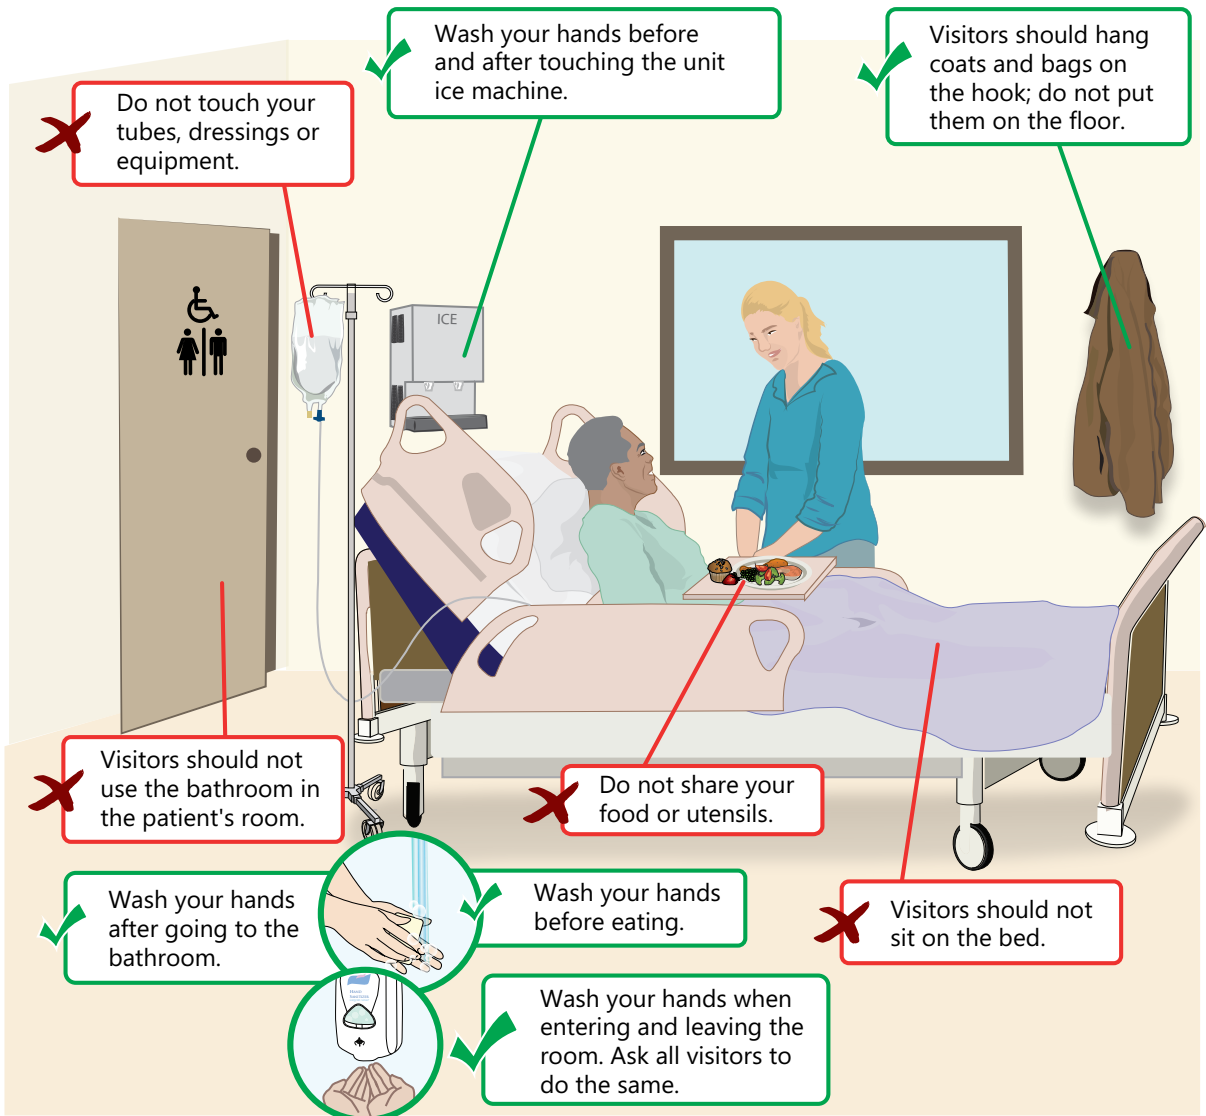 Wash your hands before
and after touching the unit
ice machine.
Visitors should hang
coats and bags on
the hook; do not put
them on the floor.
Do not touch your
tubes, dressings or
equipment.
ICE
Visitors should not
use the bathroom in
the patient's room.
Do not share your
food or utensils.
Wash your hands
after going to the
bathroom.
Wash your hands
before eating.
Visitors should not
sit on the bed.
Wash your hands when
entering and leaving the
room. Ask all visitors to
do the same.